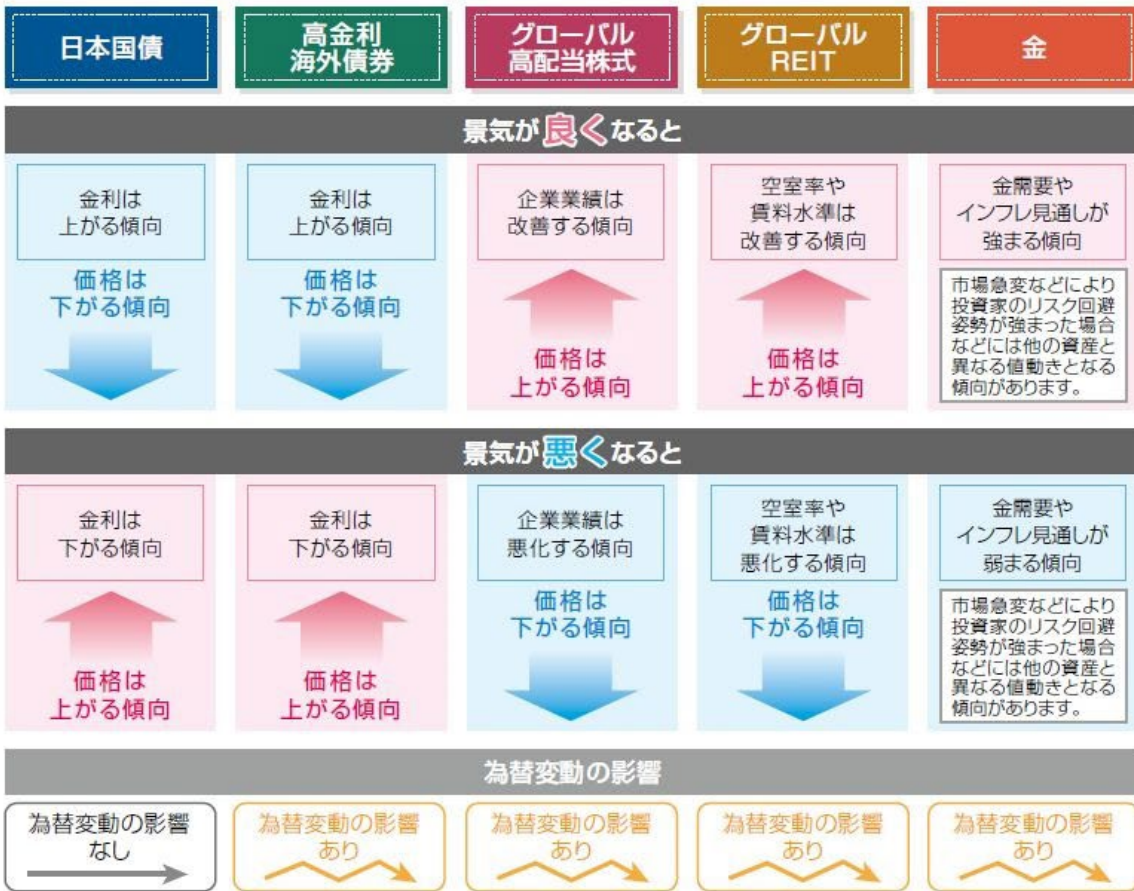 日本国債
高金利
海外債券
グローバル
高配当株式
グローバル
REIT
金
景気が良くなると
金利は
上がる傾向
価格は
下がる傾向
金利は
上がる傾向
価格は
下がる傾向
企業業績は
改善する傾向
価格は
上がる傾向
空室率や
賃料水準は
改善する傾向
価格は
上がる傾向
金需要や
インフレ見通しが
強まる傾向
市場急変などにより
投資家のリスク回避
姿勢が強まった場合
などには他の資産と
異なる値動きとなる
傾向があります。
景気が悪くなると
金利は
下がる傾向
価格は
上がる傾向
金利は
下がる傾向
価格は
上がる傾向
企業業績は
悪化する傾向
価格は
下がる傾向
空室率や
賃料水準は
悪化する傾向
価格は
下がる傾向
金需要や
インフレ見通しが
弱まる傾向
市場急変などにより
投資家のリスク回避
姿勢が強まった場合
などには他の資産と
異なる値動きとなる
傾向があります。
為替変動の影響
為替変動の影響
なし
為替変動の影響
あり
為替変動の影響
あり
為替変動の影響
あり
為替変動の影響
あり